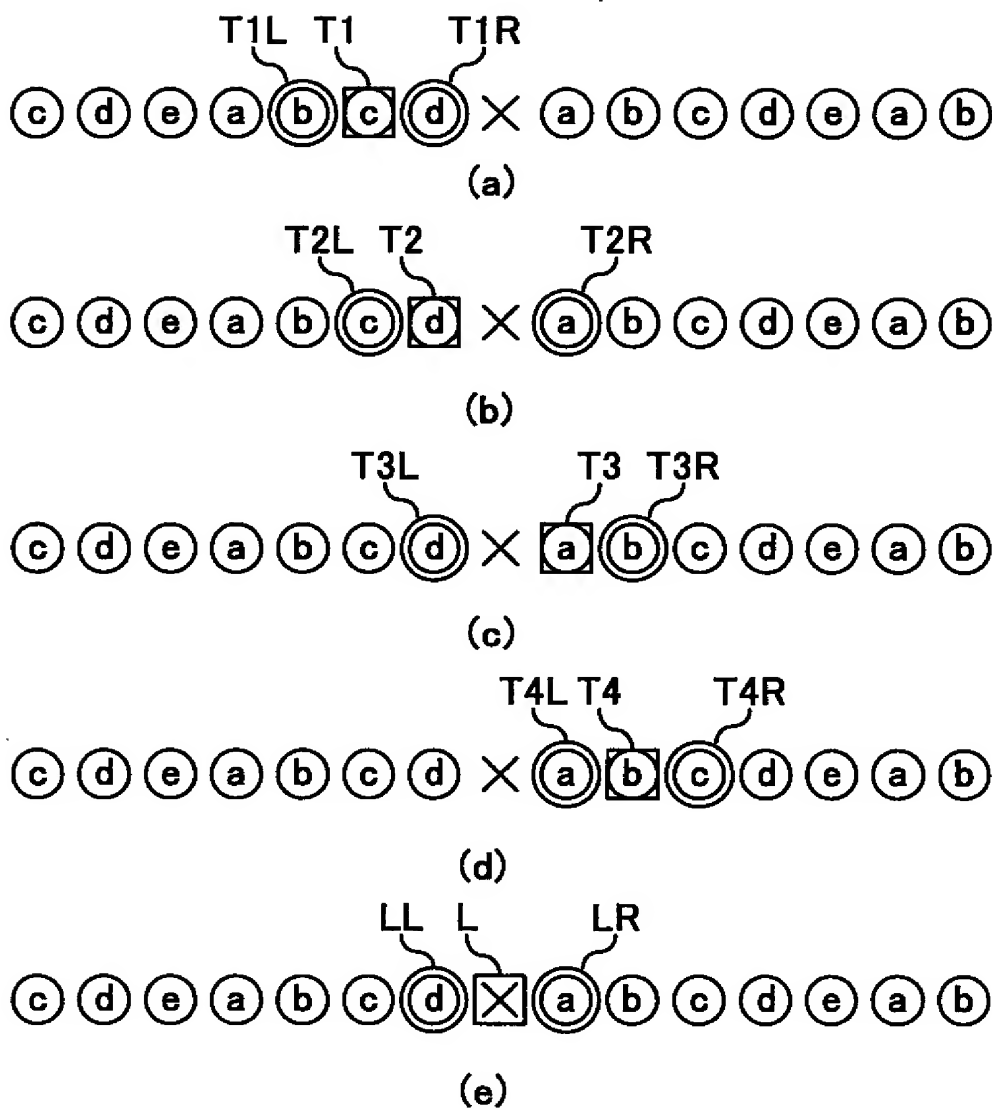 T1L T1 T1R
c d e a b c d × a b c d e a b
(a)
T2L T2 T2R
c d e a b c d × a b c d e a b
(b)
T3L T3 T3R
c d e a b c d × a b c d e a b
(c)
T4L T4 T4R
c d e a b c d × a b c d e a b
(d)
LL L LR
c d e a b c d × a b c d e a b
(e)